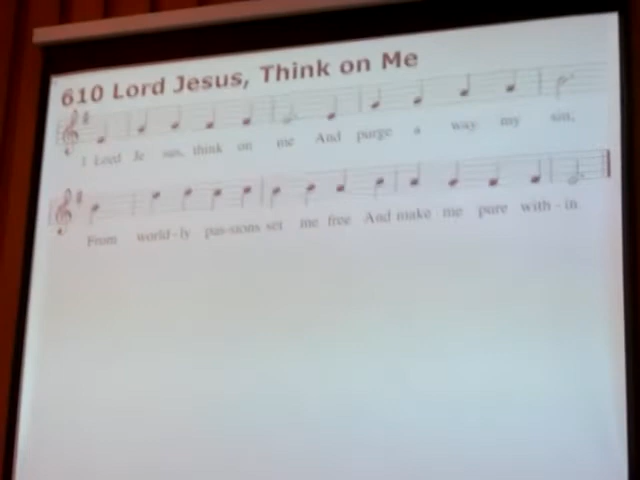 610 Lord Jesus, Think on Me
1 Lord Je sus, think on me And purge a way my sin,
From world-ly pas-sions set me free And make me pure with-in.